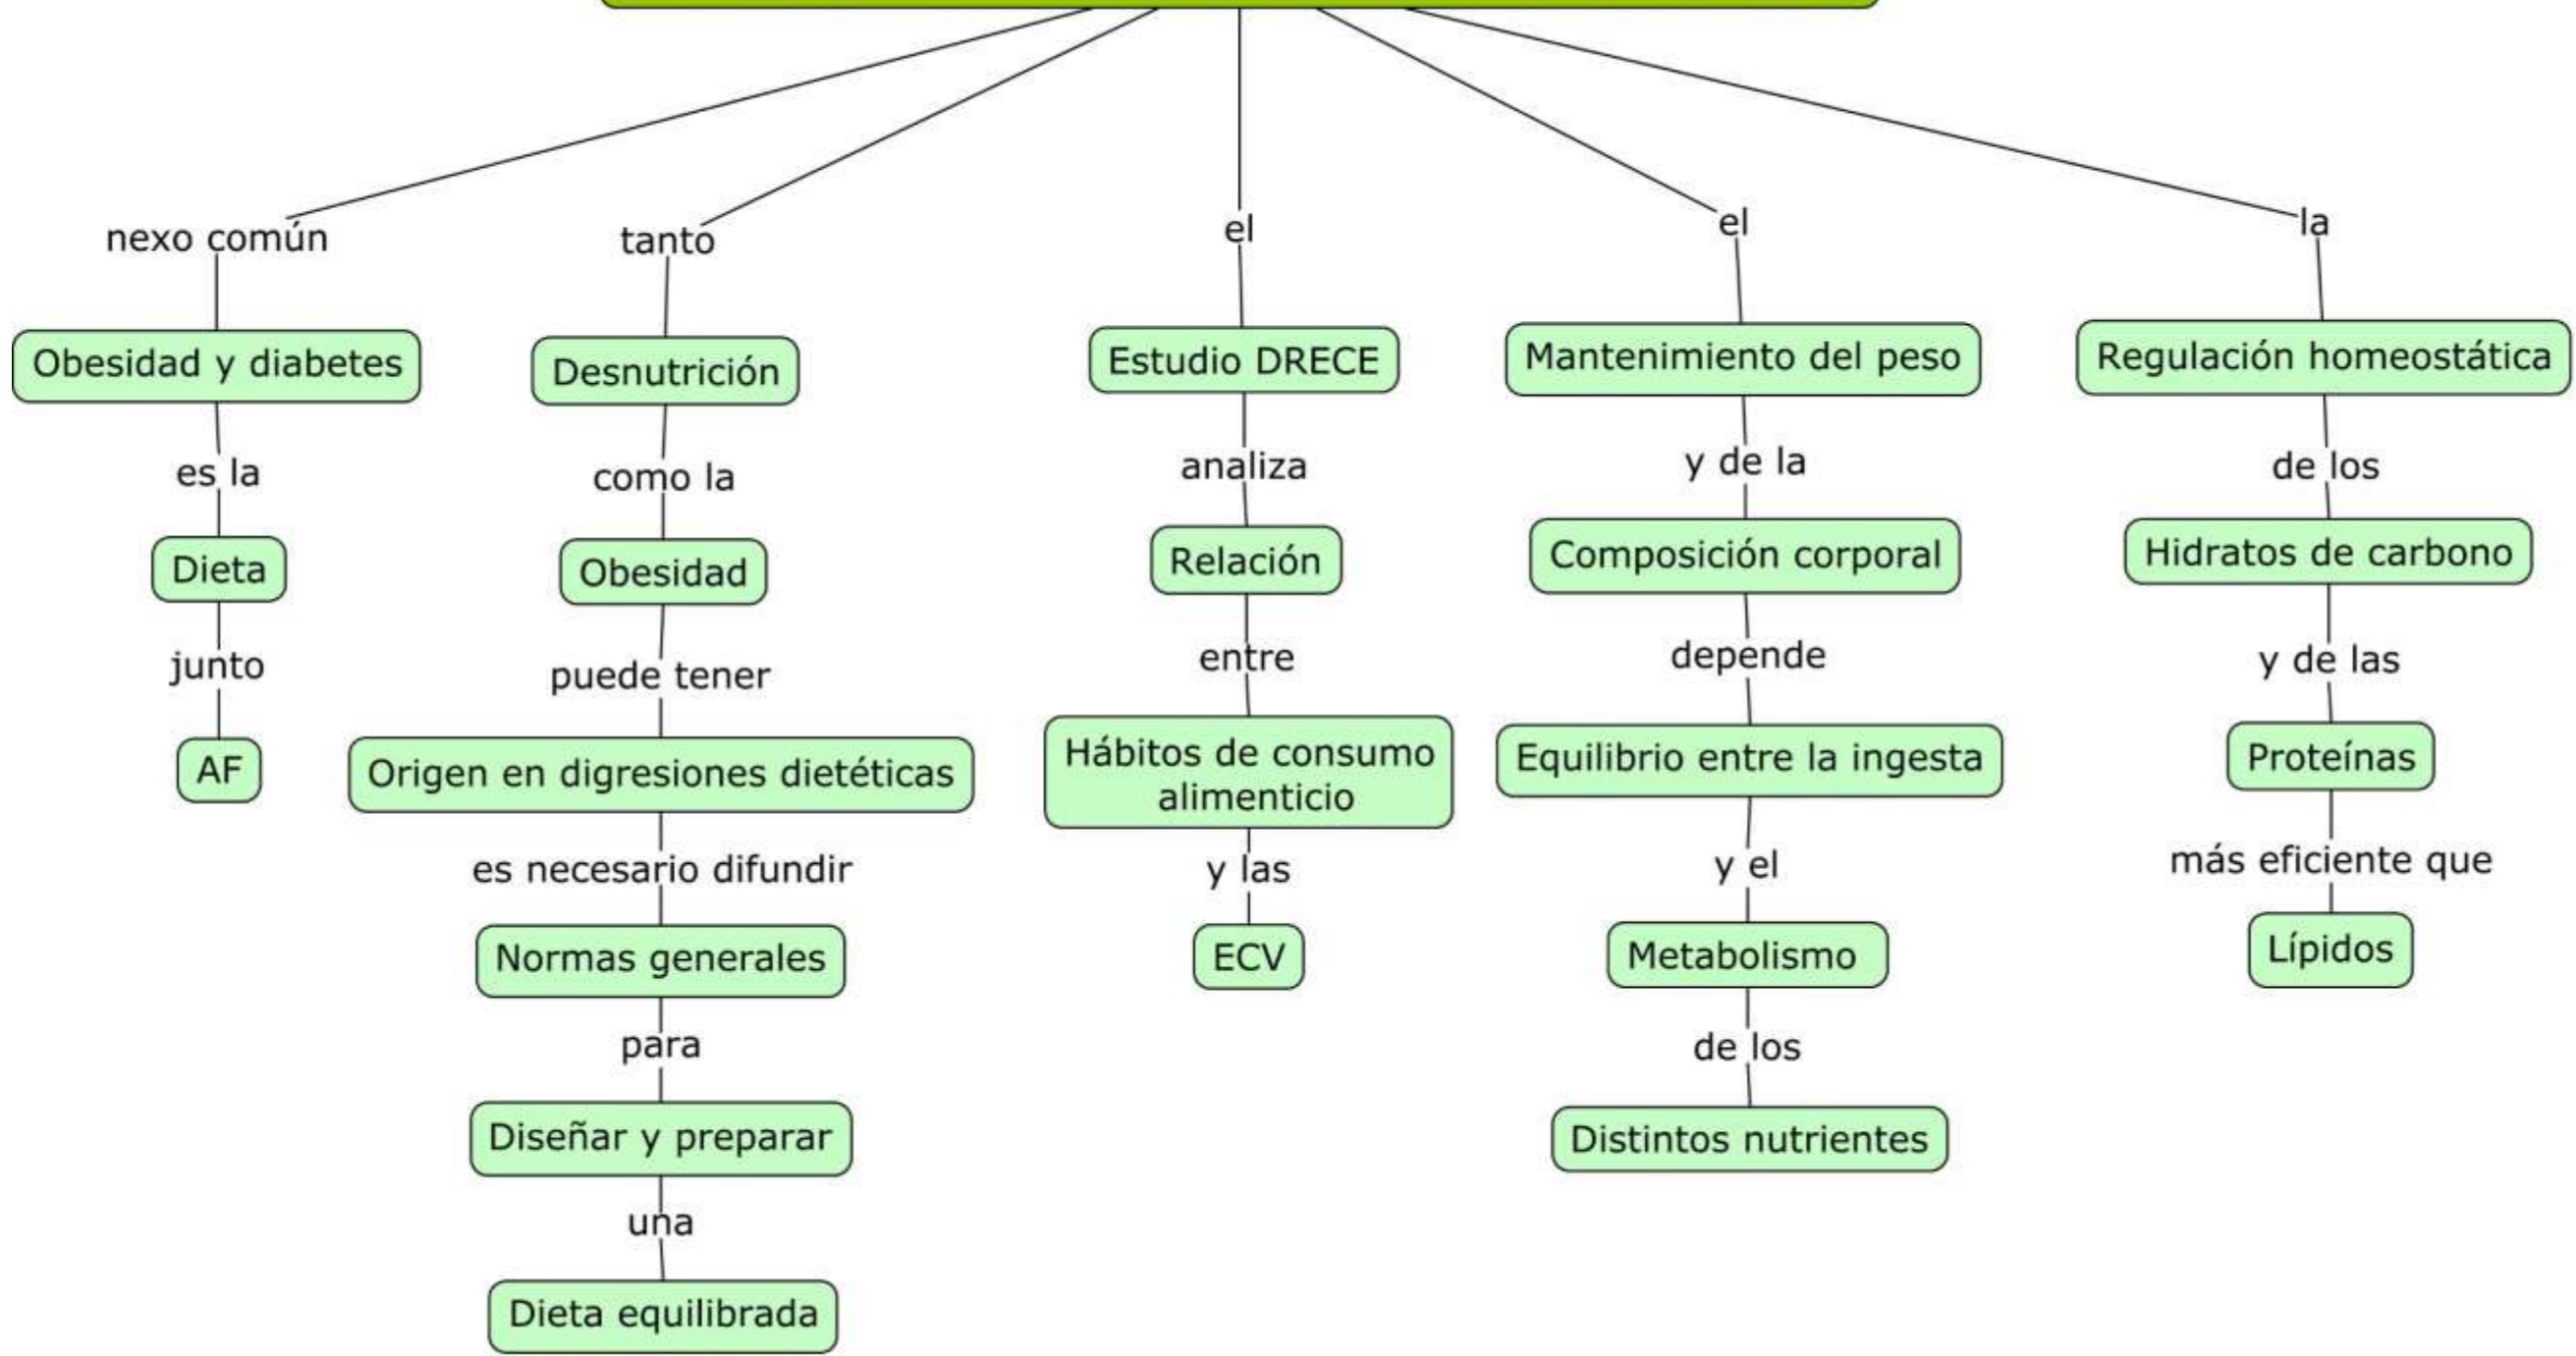 nexo común
Obesidad y diabetes
es la
Dieta
junto
AF
tanto
Desnutrición
como la
Obesidad
puede tener
Origen en digresiones dietéticas
es necesario difundir
Normas generales
para
Diseñar y preparar
una
Dieta equilibrada
el
Estudio DRECE
analiza
Relación
entre
Hábitos de consumo
alimenticio
y las
ECV
el
Mantenimiento del peso
y de la
Composición corporal
depende
Equilibrio entre la ingesta
y el
Metabolismo
de los
Distintos nutrientes
la
Regulación homeostática
de los
Hidratos de carbono
y de las
Proteínas
más eficiente que
Lípidos